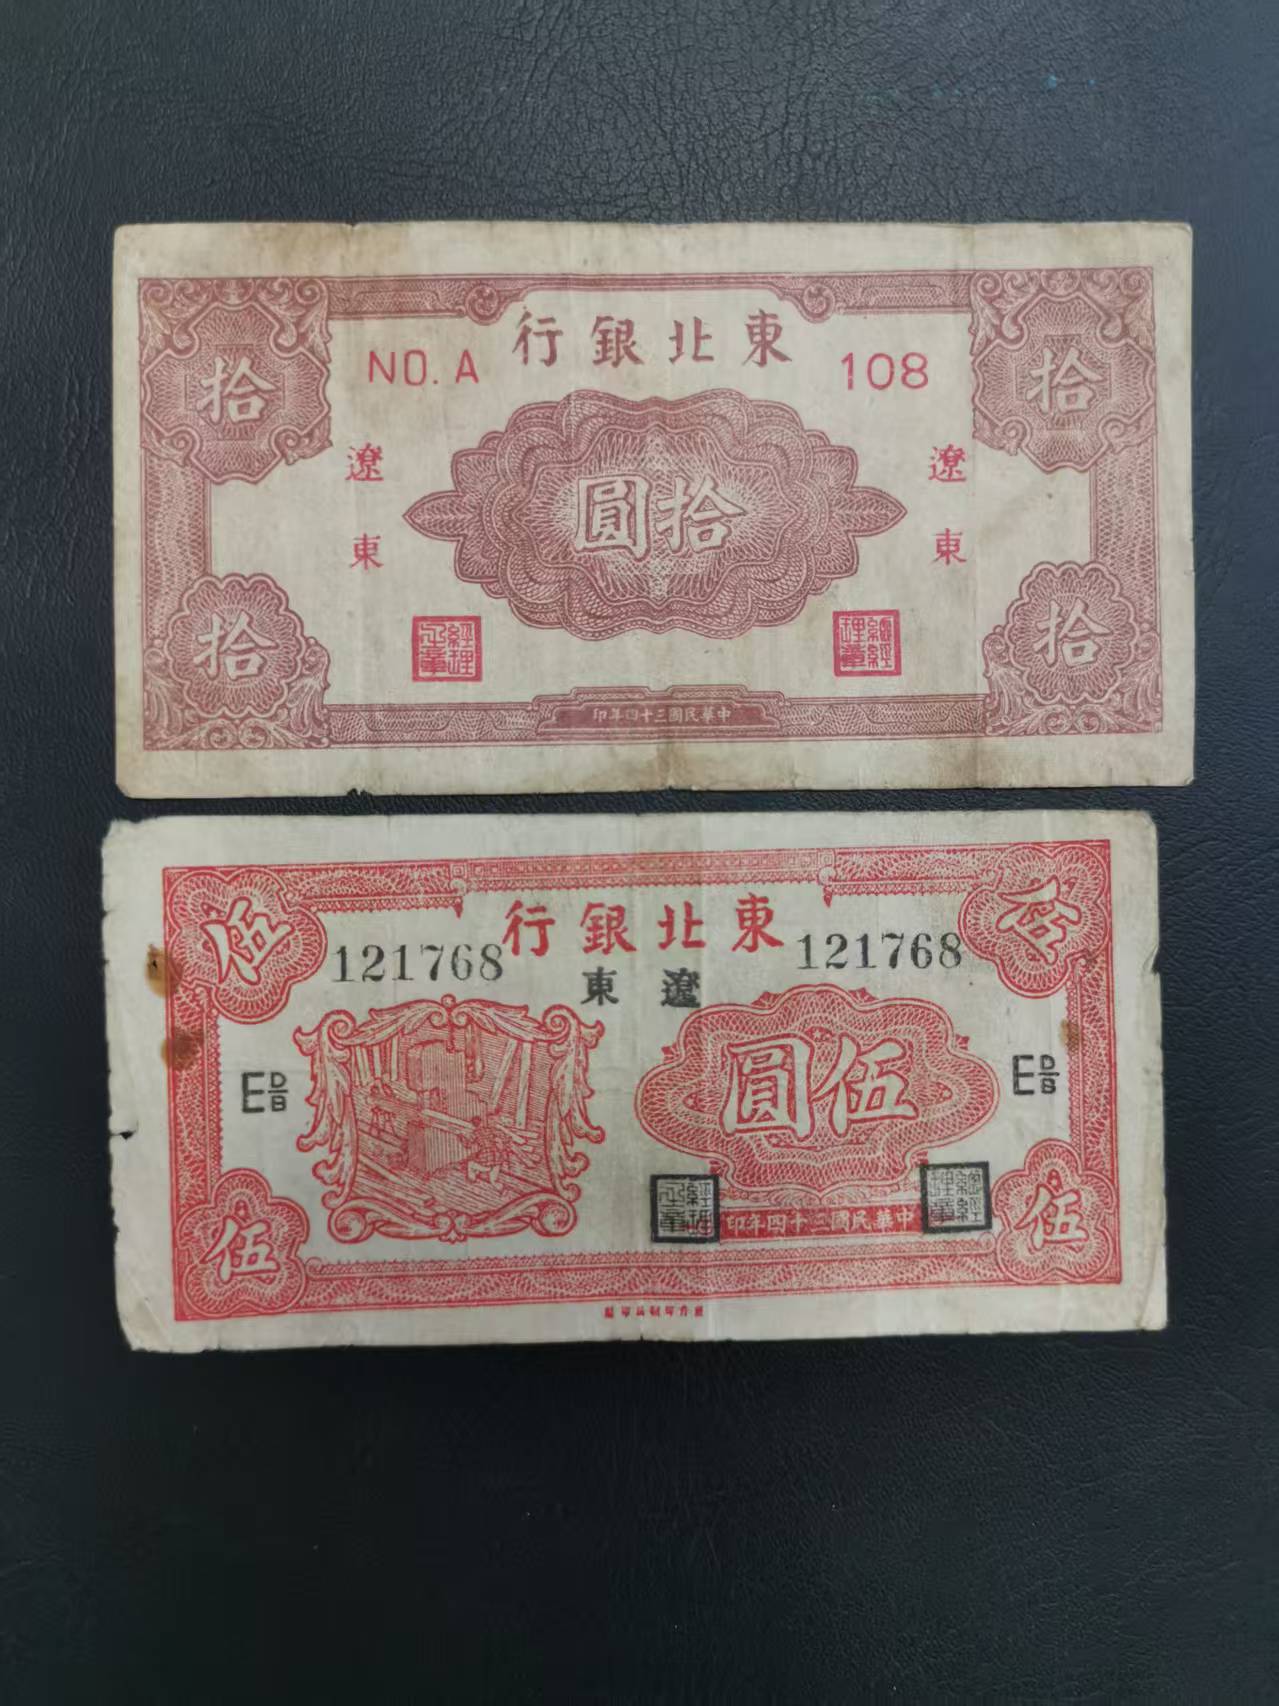 東北銀行
NO. A 108
拾
拾
遼東
遼東
拾圓
拾
拾
經理之章
總經理章
中華民國三十四年印
東北銀行
伍
伍
121768
121768
遼東
E D/B
E D/B
伍圓
經理之章
總經理章
中華民國三十四年印
伍
伍